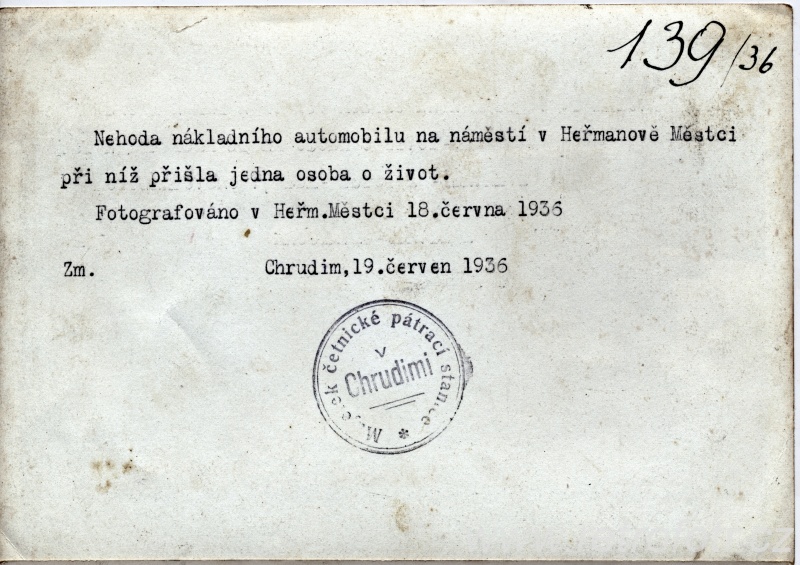 139/36
Nehoda nákladního automobilu na náměstí v Heřmanově Městci
při níž přišla jedna osoba o život.
Fotografováno v Heřm.Městci 18.června 1936
Zm. Chrudim,19.červen 1936
četnické pátrací stanice *
v
Chrudimi